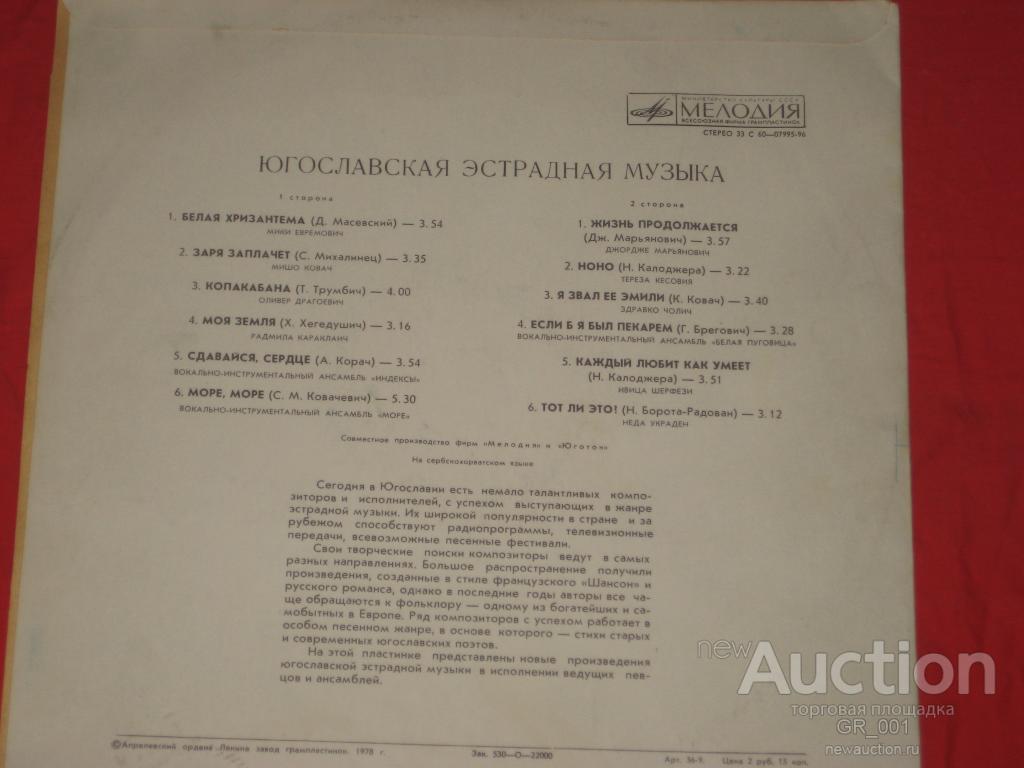 МИНИСТЕРСТВО КУЛЬТУРЫ СССР
МЕЛОДИЯ
ВСЕСОЮЗНАЯ ФИРМА ГРАМПЛАСТИНОК
СТЕРЕО 33 С 60—07995-96
ЮГОСЛАВСКАЯ ЭСТРАДНАЯ МУЗЫКА
1 сторона
1. БЕЛАЯ ХРИЗАНТЕМА (Д. Масевский) — 3.54
МИКИ ЕВРЕМОВИЧ
2. ЗАРЯ ЗАПЛАЧЕТ (С. Михалинец) — 3.35
МИШО КОВАЧ
3. КОПАКАБАНА (Т. Трумбич) — 4.00
ОЛИВЕР ДРАГОЕВИЧ
4. МОЯ ЗЕМЛЯ (Х. Хегедушич) — 3.16
РАДМИЛА КАРАКЛАИЧ
5. СДАВАЙСЯ, СЕРДЦЕ (А. Корач) — 3.54
ВОКАЛЬНО-ИНСТРУМЕНТАЛЬНЫЙ АНСАМБЛЬ «ИНДЕКСЫ»
6. МОРЕ, МОРЕ (С. М. Ковачевич) — 5.30
ВОКАЛЬНО-ИНСТРУМЕНТАЛЬНЫЙ АНСАМБЛЬ «МОРЕ»
2 сторона
1. ЖИЗНЬ ПРОДОЛЖАЕТСЯ
(Дж. Марьянович) — 3.57
ДЖОРДЖЕ МАРЬЯНОВИЧ
2. НОНО (Н. Калоджера) — 3.22
ТЕРЕЗА КЕСОВИЯ
3. Я ЗВАЛ ЕЕ ЭМИЛИ (К. Ковач) — 3.40
ЗДРАВКО ЧОЛИЧ
4. ЕСЛИ Б Я БЫЛ ПЕКАРЕМ (Г. Брегович) — 3.28
ВОКАЛЬНО-ИНСТРУМЕНТАЛЬНЫЙ АНСАМБЛЬ «БЕЛАЯ ПУГОВИЦА»
5. КАЖДЫЙ ЛЮБИТ КАК УМЕЕТ
(Н. Калоджера) — 3.51
ИВИЦА ШЕРФЕЗИ
6. ТОТ ЛИ ЭТО! (Н. Борота-Радован) — 3.12
НЕДА УКРАДЕН
Совместное производство фирм «Мелодия» и «Юготон»
На сербскохорватском языке
Сегодня в Югославии есть немало талантливых компо-
зиторов и исполнителей, с успехом выступающих в жанре
эстрадной музыки. Их широкой популярности в стране и за
рубежом способствуют радиопрограммы, телевизионные
передачи, всевозможные песенные фестивали.
Свои творческие поиски композиторы ведут в самых
разных направлениях. Большое распространение получили
произведения, созданные в стиле французского «Шансон» и
русского романса, однако в последние годы авторы все ча-
ще обращаются к фольклору — одному из богатейших и са-
мобытных в Европе. Ряд композиторов с успехом работает в
особом песенном жанре, в основе которого — стихи старых
и современных югославских поэтов.
На этой пластинке представлены новые произведения
югославской эстрадной музыки в исполнении ведущих пев-
цов и ансамблей.
© Апрелевский ордена Ленина завод грампластинок. 1978 г.
Зак. 530—О—22000
Арт. 36-9. Цена 2 руб. 15 коп.
newAuction
торговая площадка
GR_001
newauction.ru